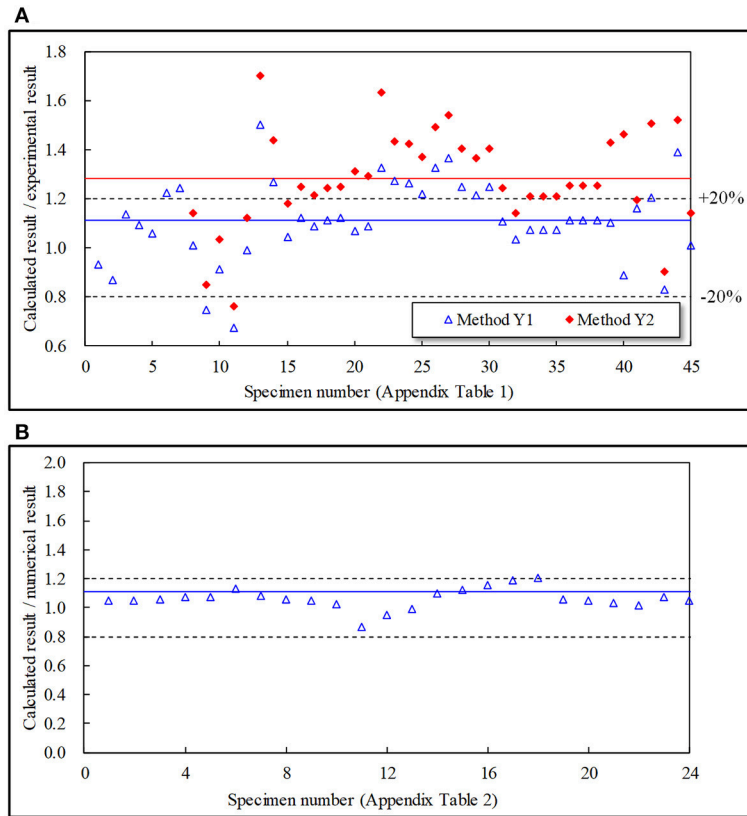 A
Calculated result / experimental result
1.8
1.6
1.4
1.2
1.0
0.8
0.6
+20%
-20%
Method Y1
Method Y2
0 5 10 15 20 25 30 35 40 45
Specimen number (Appendix Table 1)
B
Calculated result / numerical result
2.0
1.8
1.6
1.4
1.2
1.0
0.8
0.6
0.4
0.2
0.0
0 4 8 12 16 20 24
Specimen number (Appendix Table 2)